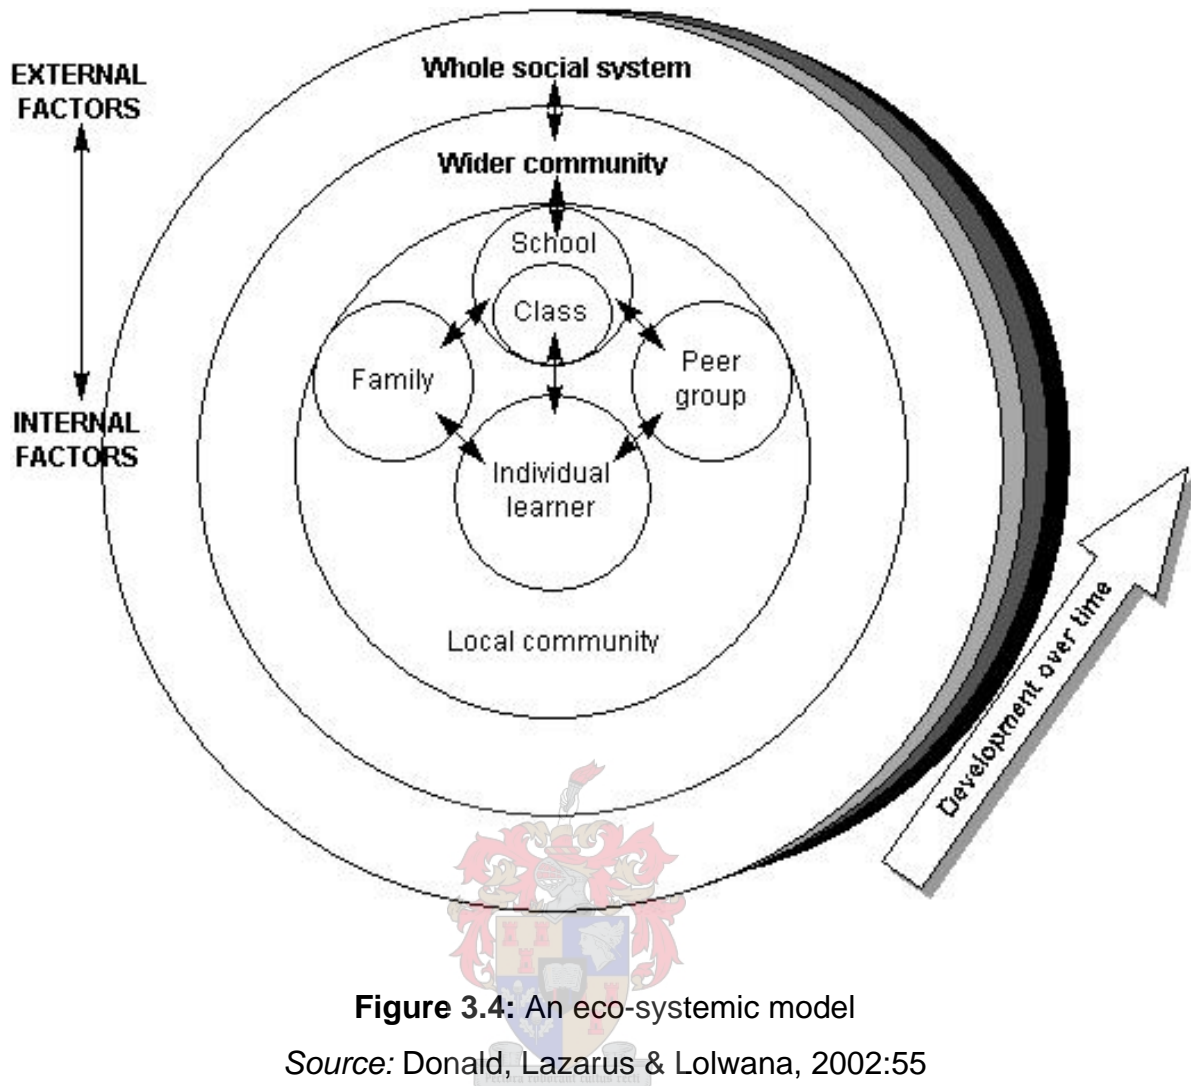 EXTERNAL
FACTORS
Whole social system
Wider community
School
Class
Family
Peer
group
INTERNAL
FACTORS
Individual
learner
Local community
Development over time
Figure 3.4: An eco-systemic model
Source: Donald, Lazarus & Lolwana, 2002:55